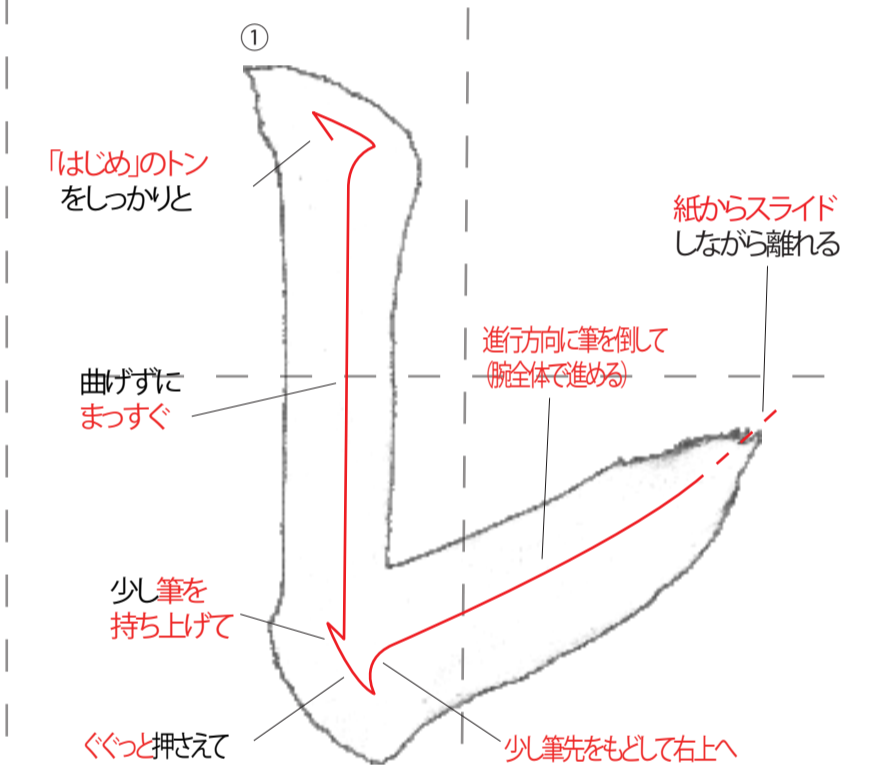 ①
「はじめ」のトン
をしっかりと
紙からスライド
しながら離れる
進行方向に筆を倒して
(腕全体で進める)
曲げずに
まっすぐ
少し筆を
持ち上げて
ぐぐっと押さえて
少し筆先をもどして右上へ